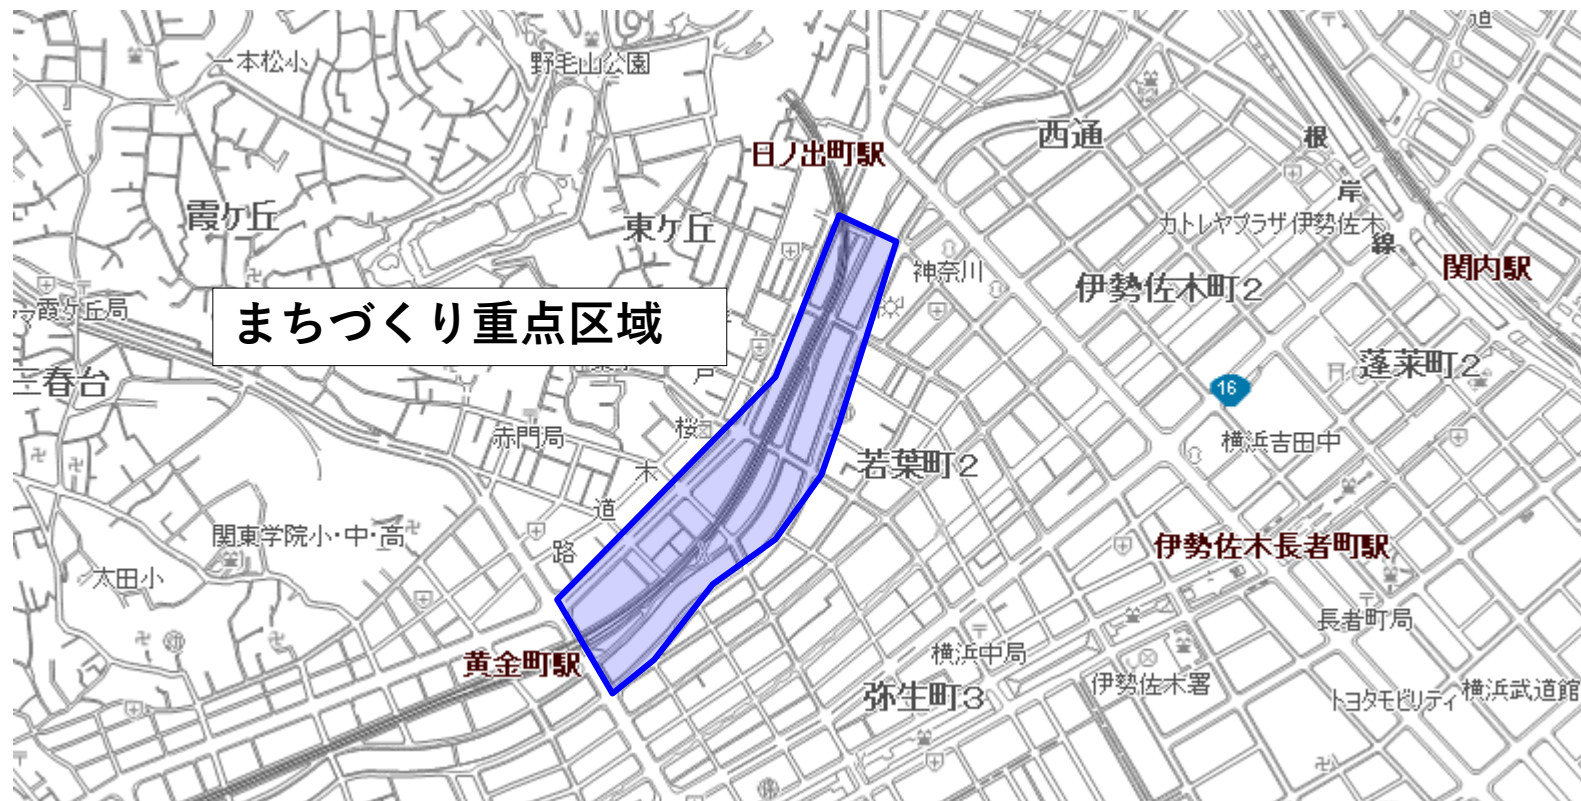 道
一本松小
野毛山公園
西通
根
日ノ出町駅
岸
霞ケ丘
東ケ丘
カトレヤプラザ伊勢佐木
線
神奈川
関内駅
伊勢佐木町2
霞ケ丘局
まちづくり重点区域
戸
蓬莱町2
三春台
16
桜
赤門局
横浜吉田中
木
若葉町2
道
関東学院小・中・高
路
伊勢佐木長者町駅
太田小
長者町局
黄金町駅
横浜中局
弥生町3
伊勢佐木署
トヨタモビリティ
横浜武道館